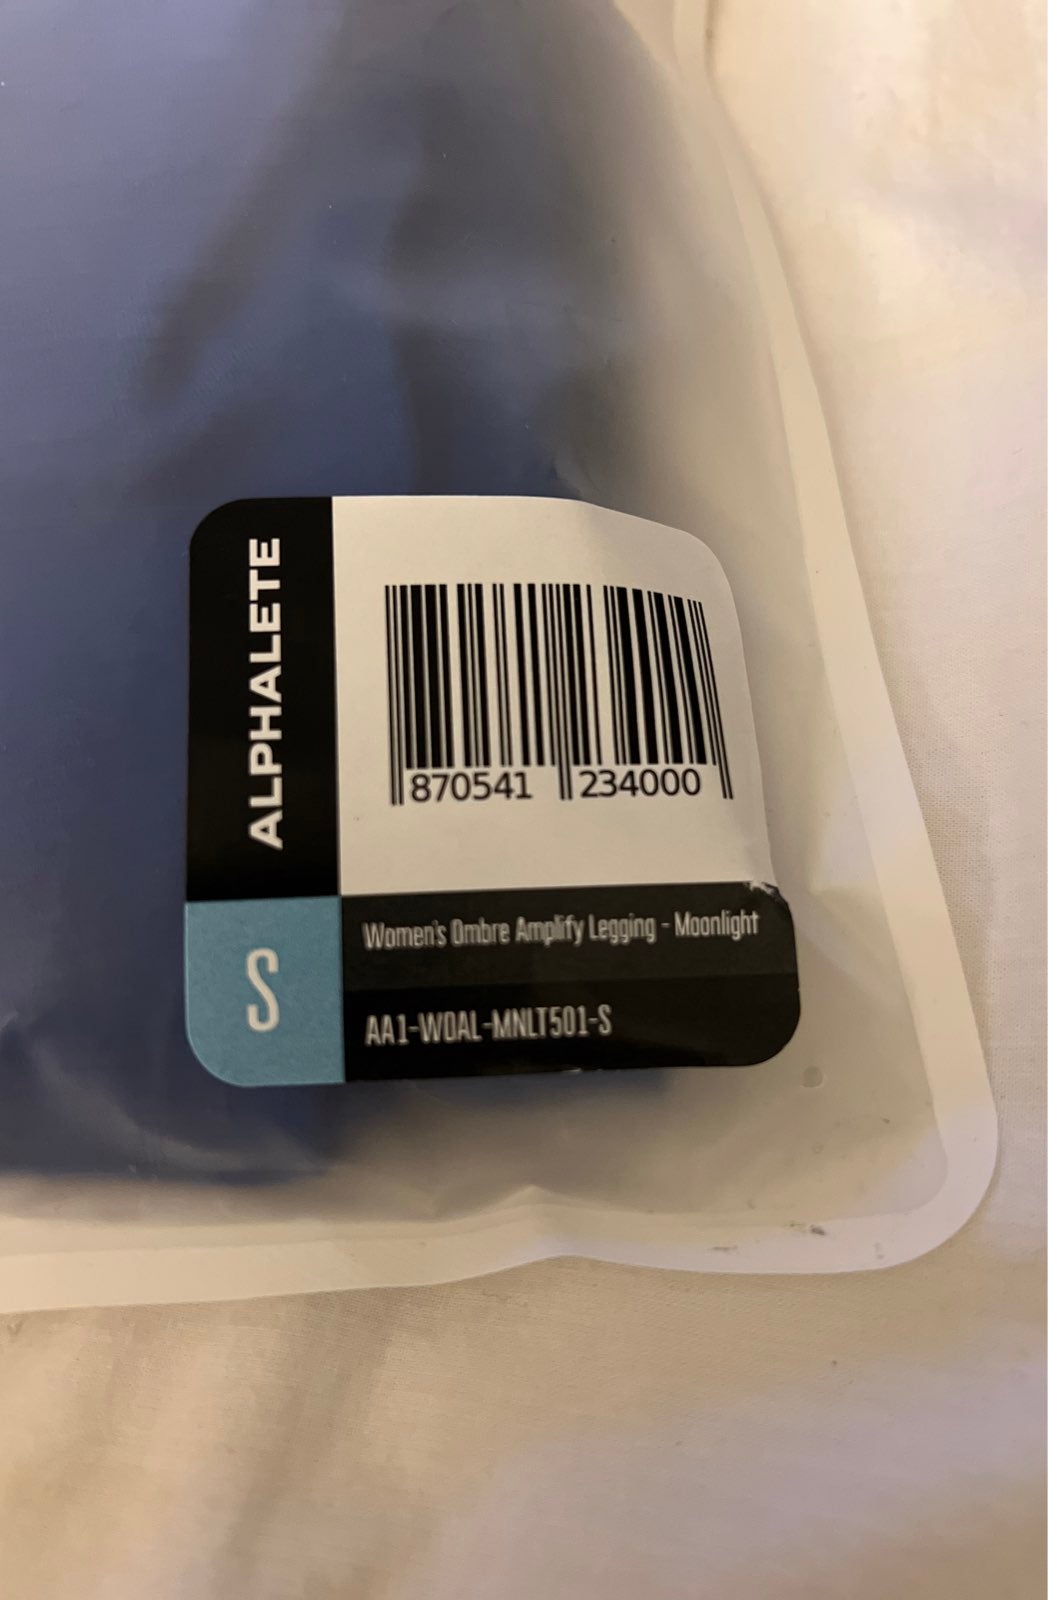 ALPHALETE
870541 234000
S
Women's Ombre Amplify Legging - Moonlight
AA1-WOAL-MNLT501-S